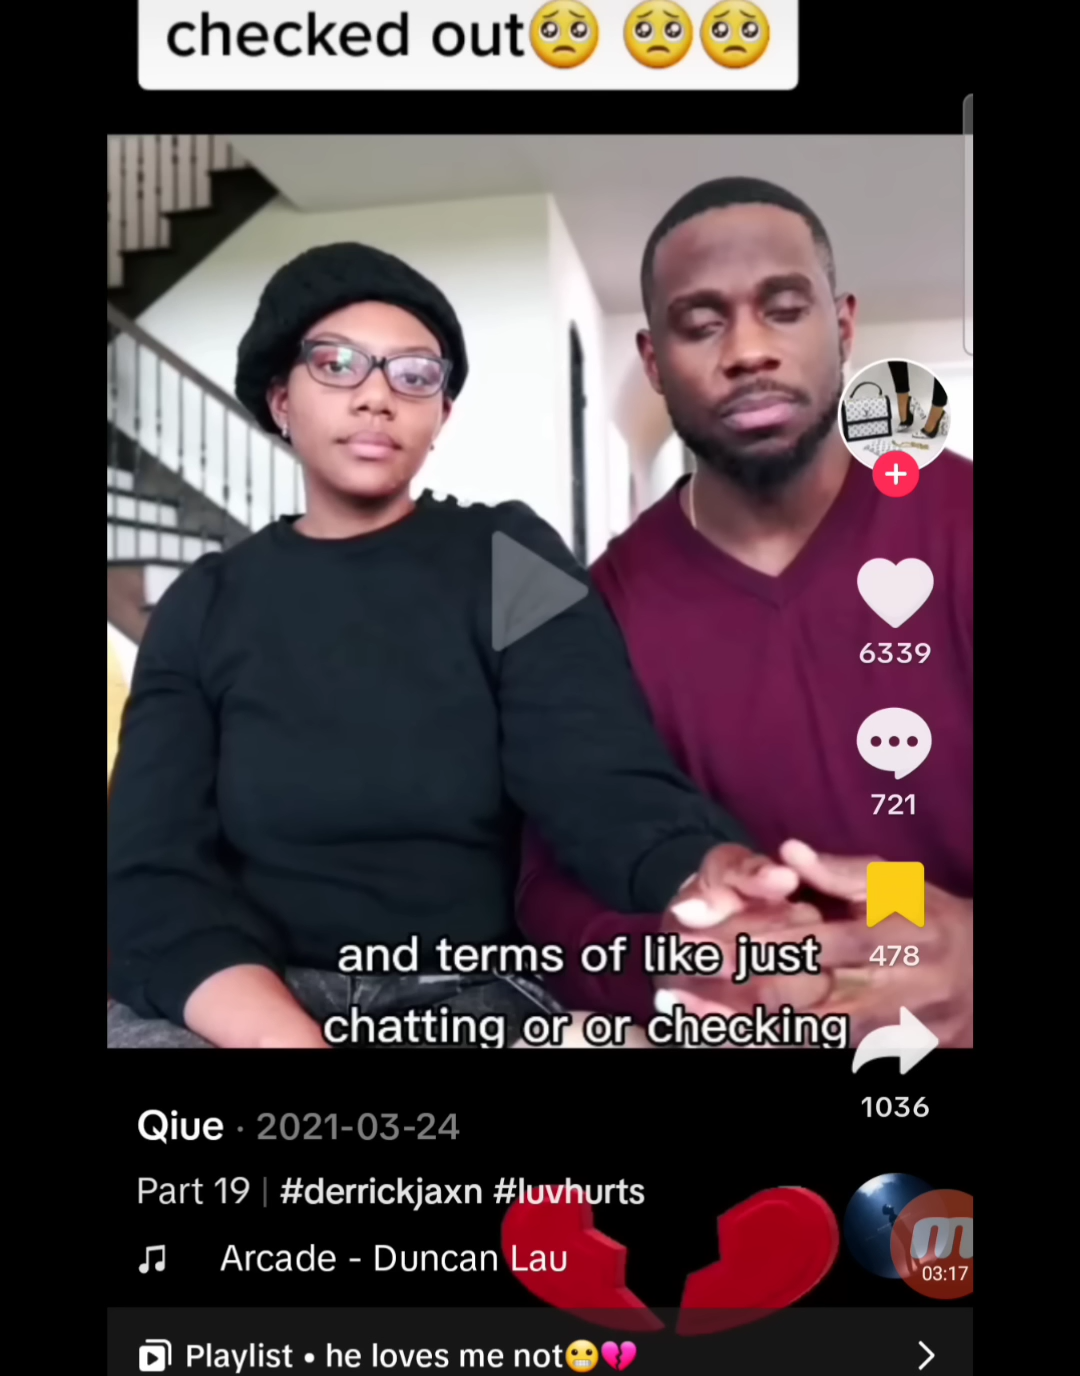 checked out🥺 🥺🥺
6339
721
and terms of like just
478
chatting or or checking
1036
Qiue · 2021-03-24
Part 19 | #derrickjaxn #luvhurts
Arcade - Duncan Lau
03:17
Playlist • he loves me not😬💔